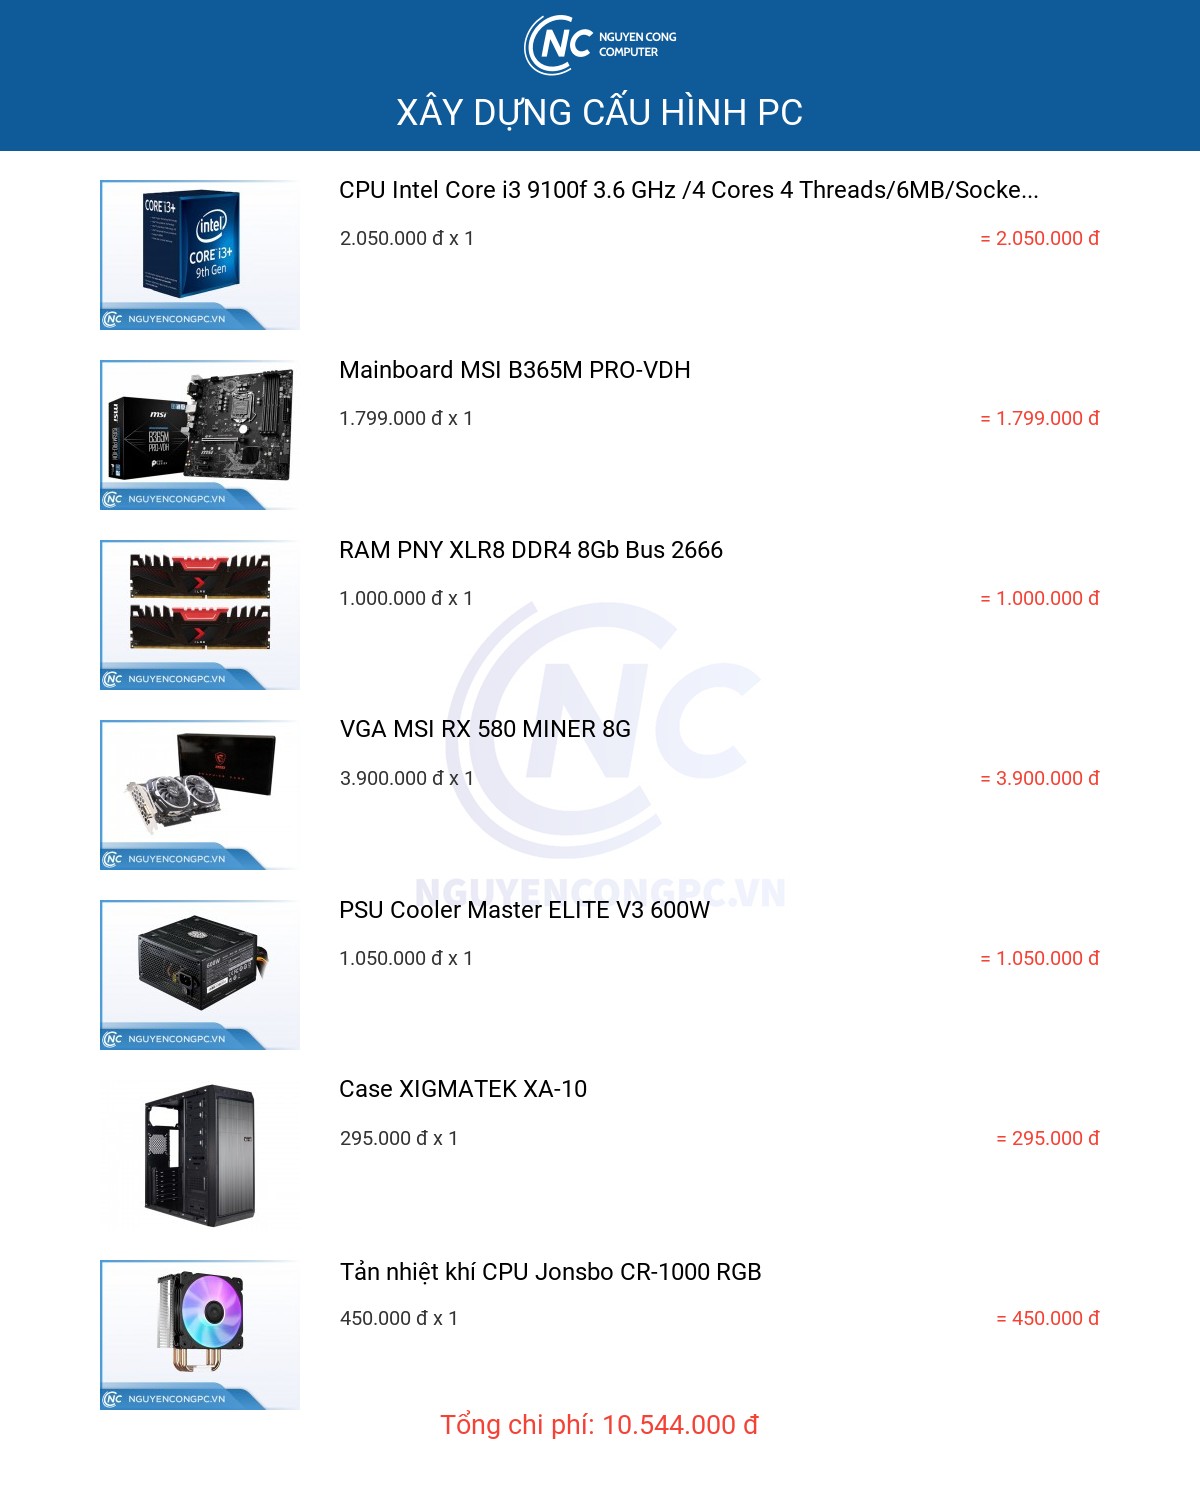 NC NGUYEN CONG
COMPUTER
XÂY DỰNG CẤU HÌNH PC
CPU Intel Core i3 9100f 3.6 GHz /4 Cores 4 Threads/6MB/Socke...
2.050.000 đ x 1 = 2.050.000 đ
CORE i3+
intel
CORE i3+
9th Gen
NC NGUYENCONGPC.VN
Mainboard MSI B365M PRO-VDH
1.799.000 đ x 1 = 1.799.000 đ
msi
B365M
PRO-VDH
NC NGUYENCONGPC.VN
RAM PNY XLR8 DDR4 8Gb Bus 2666
1.000.000 đ x 1 = 1.000.000 đ
NC NGUYENCONGPC.VN
VGA MSI RX 580 MINER 8G
3.900.000 đ x 1 = 3.900.000 đ
NC NGUYENCONGPC.VN
NC
NGUYENCONGPC.VN
PSU Cooler Master ELITE V3 600W
1.050.000 đ x 1 = 1.050.000 đ
600W
NC NGUYENCONGPC.VN
Case XIGMATEK XA-10
295.000 đ x 1 = 295.000 đ
Tản nhiệt khí CPU Jonsbo CR-1000 RGB
450.000 đ x 1 = 450.000 đ
NC NGUYENCONGPC.VN
Tổng chi phí: 10.544.000 đ